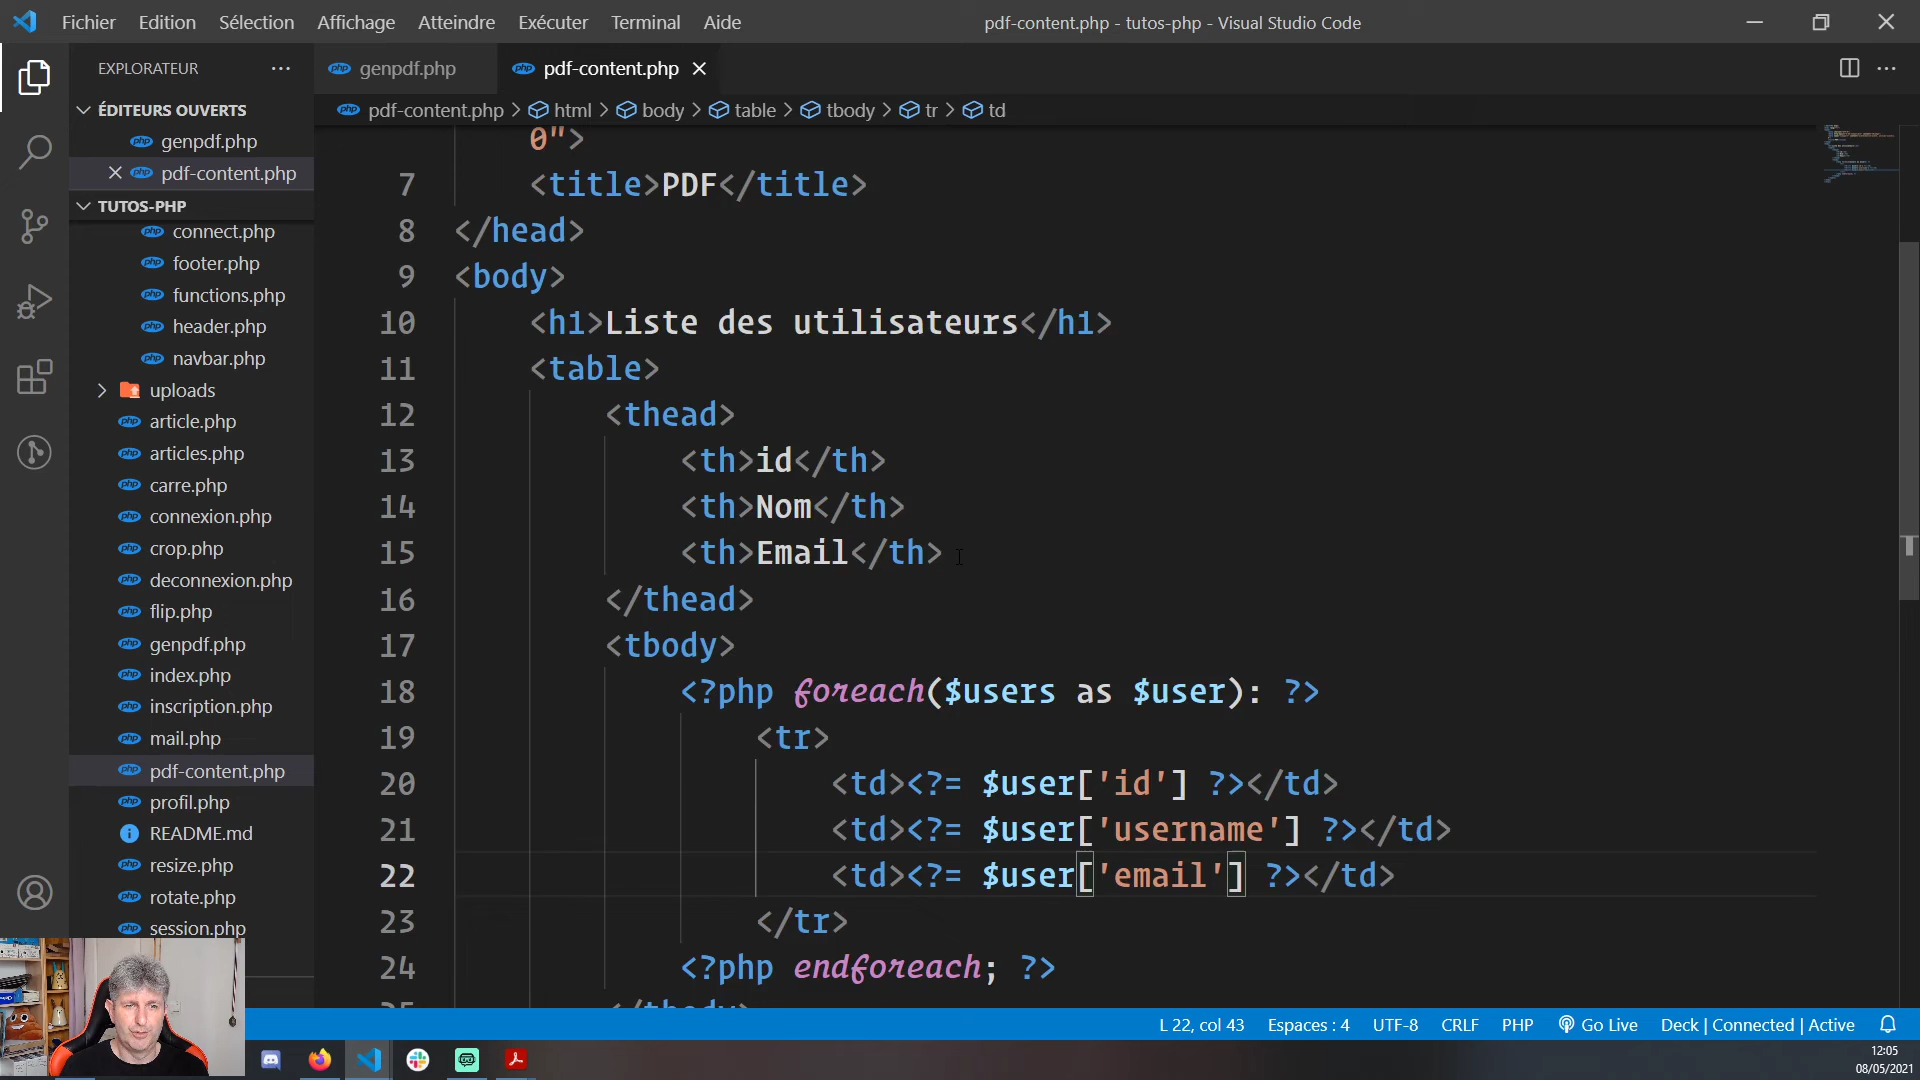 Fichier Edition Sélection Affichage Atteindre Exécuter Terminal Aide
pdf-content.php - tutos-php - Visual Studio Code
EXPLORATEUR
ÉDITEURS OUVERTS
genpdf.php
pdf-content.php
TUTOS-PHP
connect.php
footer.php
functions.php
header.php
navbar.php
uploads
article.php
articles.php
carre.php
connexion.php
crop.php
deconnexion.php
flip.php
genpdf.php
index.php
inscription.php
mail.php
pdf-content.php
profil.php
README.md
resize.php
rotate.php
session.php
genpdf.php pdf-content.php
pdf-content.php > html > body > table > tbody > tr > td
0">
7 <title>PDF</title>
8 </head>
9 <body>
10 <h1>Liste des utilisateurs</h1>
11 <table>
12 <thead>
13 <th>id</th>
14 <th>Nom</th>
15 <th>Email</th>
16 </thead>
17 <tbody>
18 <?php foreach($users as $user): ?>
19 <tr>
20 <td><?= $user['id'] ?></td>
21 <td><?= $user['username'] ?></td>
22 <td><?= $user['email'] ?></td>
23 </tr>
24 <?php endforeach; ?>
25 </tbody>
L 22, col 43 Espaces : 4 UTF-8 CRLF PHP Go Live Deck | Connected | Active
12:05
08/05/2021